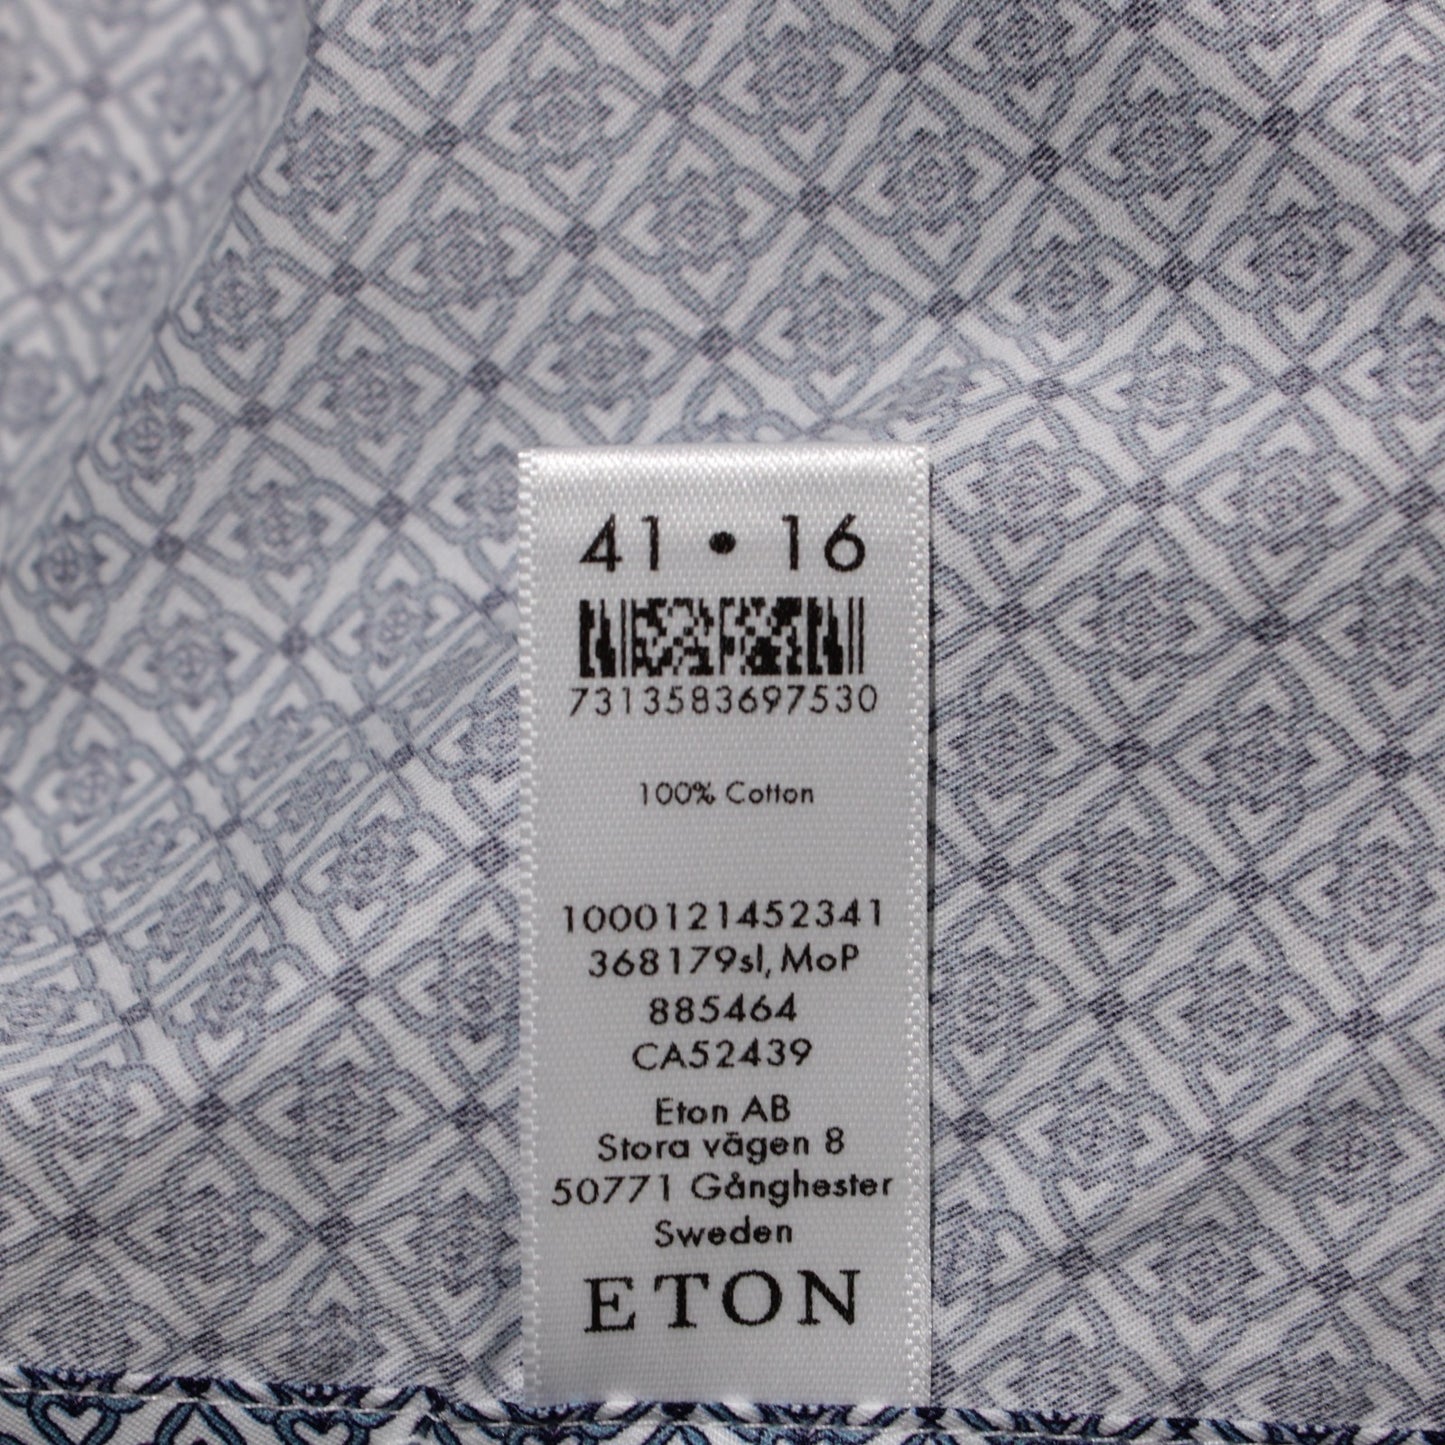 41 • 16
7313583697530
100% Cotton
1000121452341
368179sl, MoP
885464
CA52439
Eton AB
Stora vägen 8
50771 Gånghester
Sweden
ETON